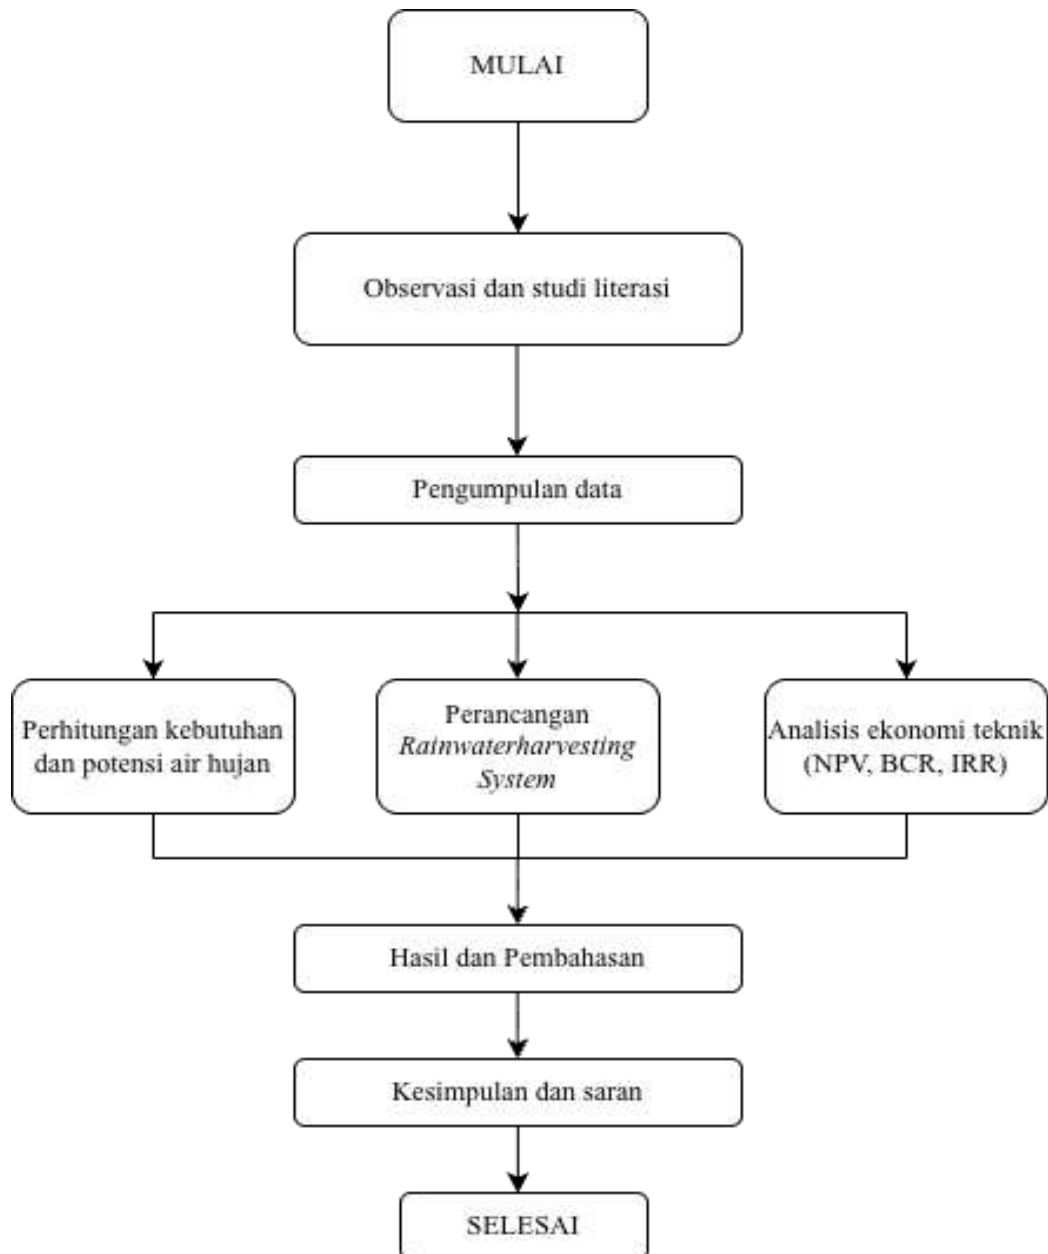 MULAI
Observasi dan studi literasi
Pengumpulan data
Perhitungan kebutuhan
dan potensi air hujan
Perancangan
Rainwaterharvesting
System
Analisis ekonomi teknik
(NPV, BCR, IRR)
Hasil dan Pembahasan
Kesimpulan dan saran
SELESAI